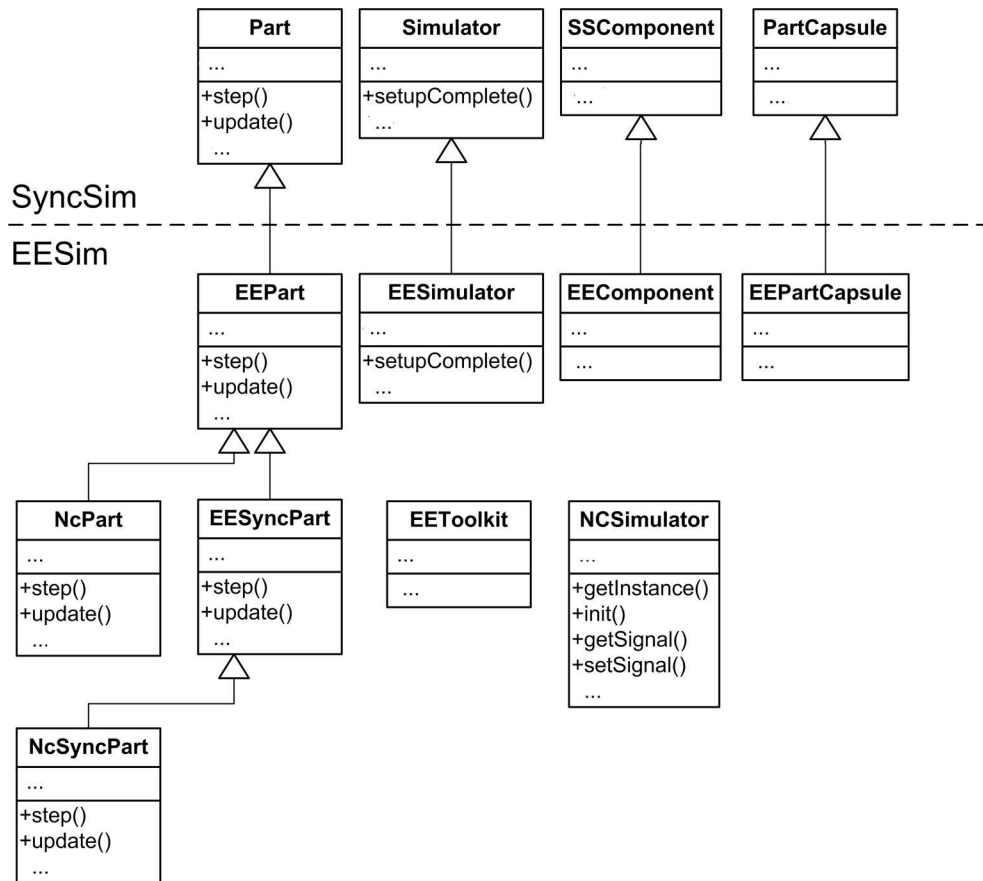 Part
...
+step()
+update()
...
Simulator
...
+setupComplete()
...
SSComponent
...
...
PartCapsule
...
...
SyncSim
EESim
EEPart
...
+step()
+update()
...
EESimulator
...
+setupComplete()
...
EEComponent
...
...
EEPartCapsule
...
...
NcPart
...
+step()
+update()
...
EESyncPart
...
+step()
+update()
...
EEToolkit
...
...
NCSimulator
...
+getInstance()
+init()
+getSignal()
+setSignal()
...
NcSyncPart
...
+step()
+update()
...